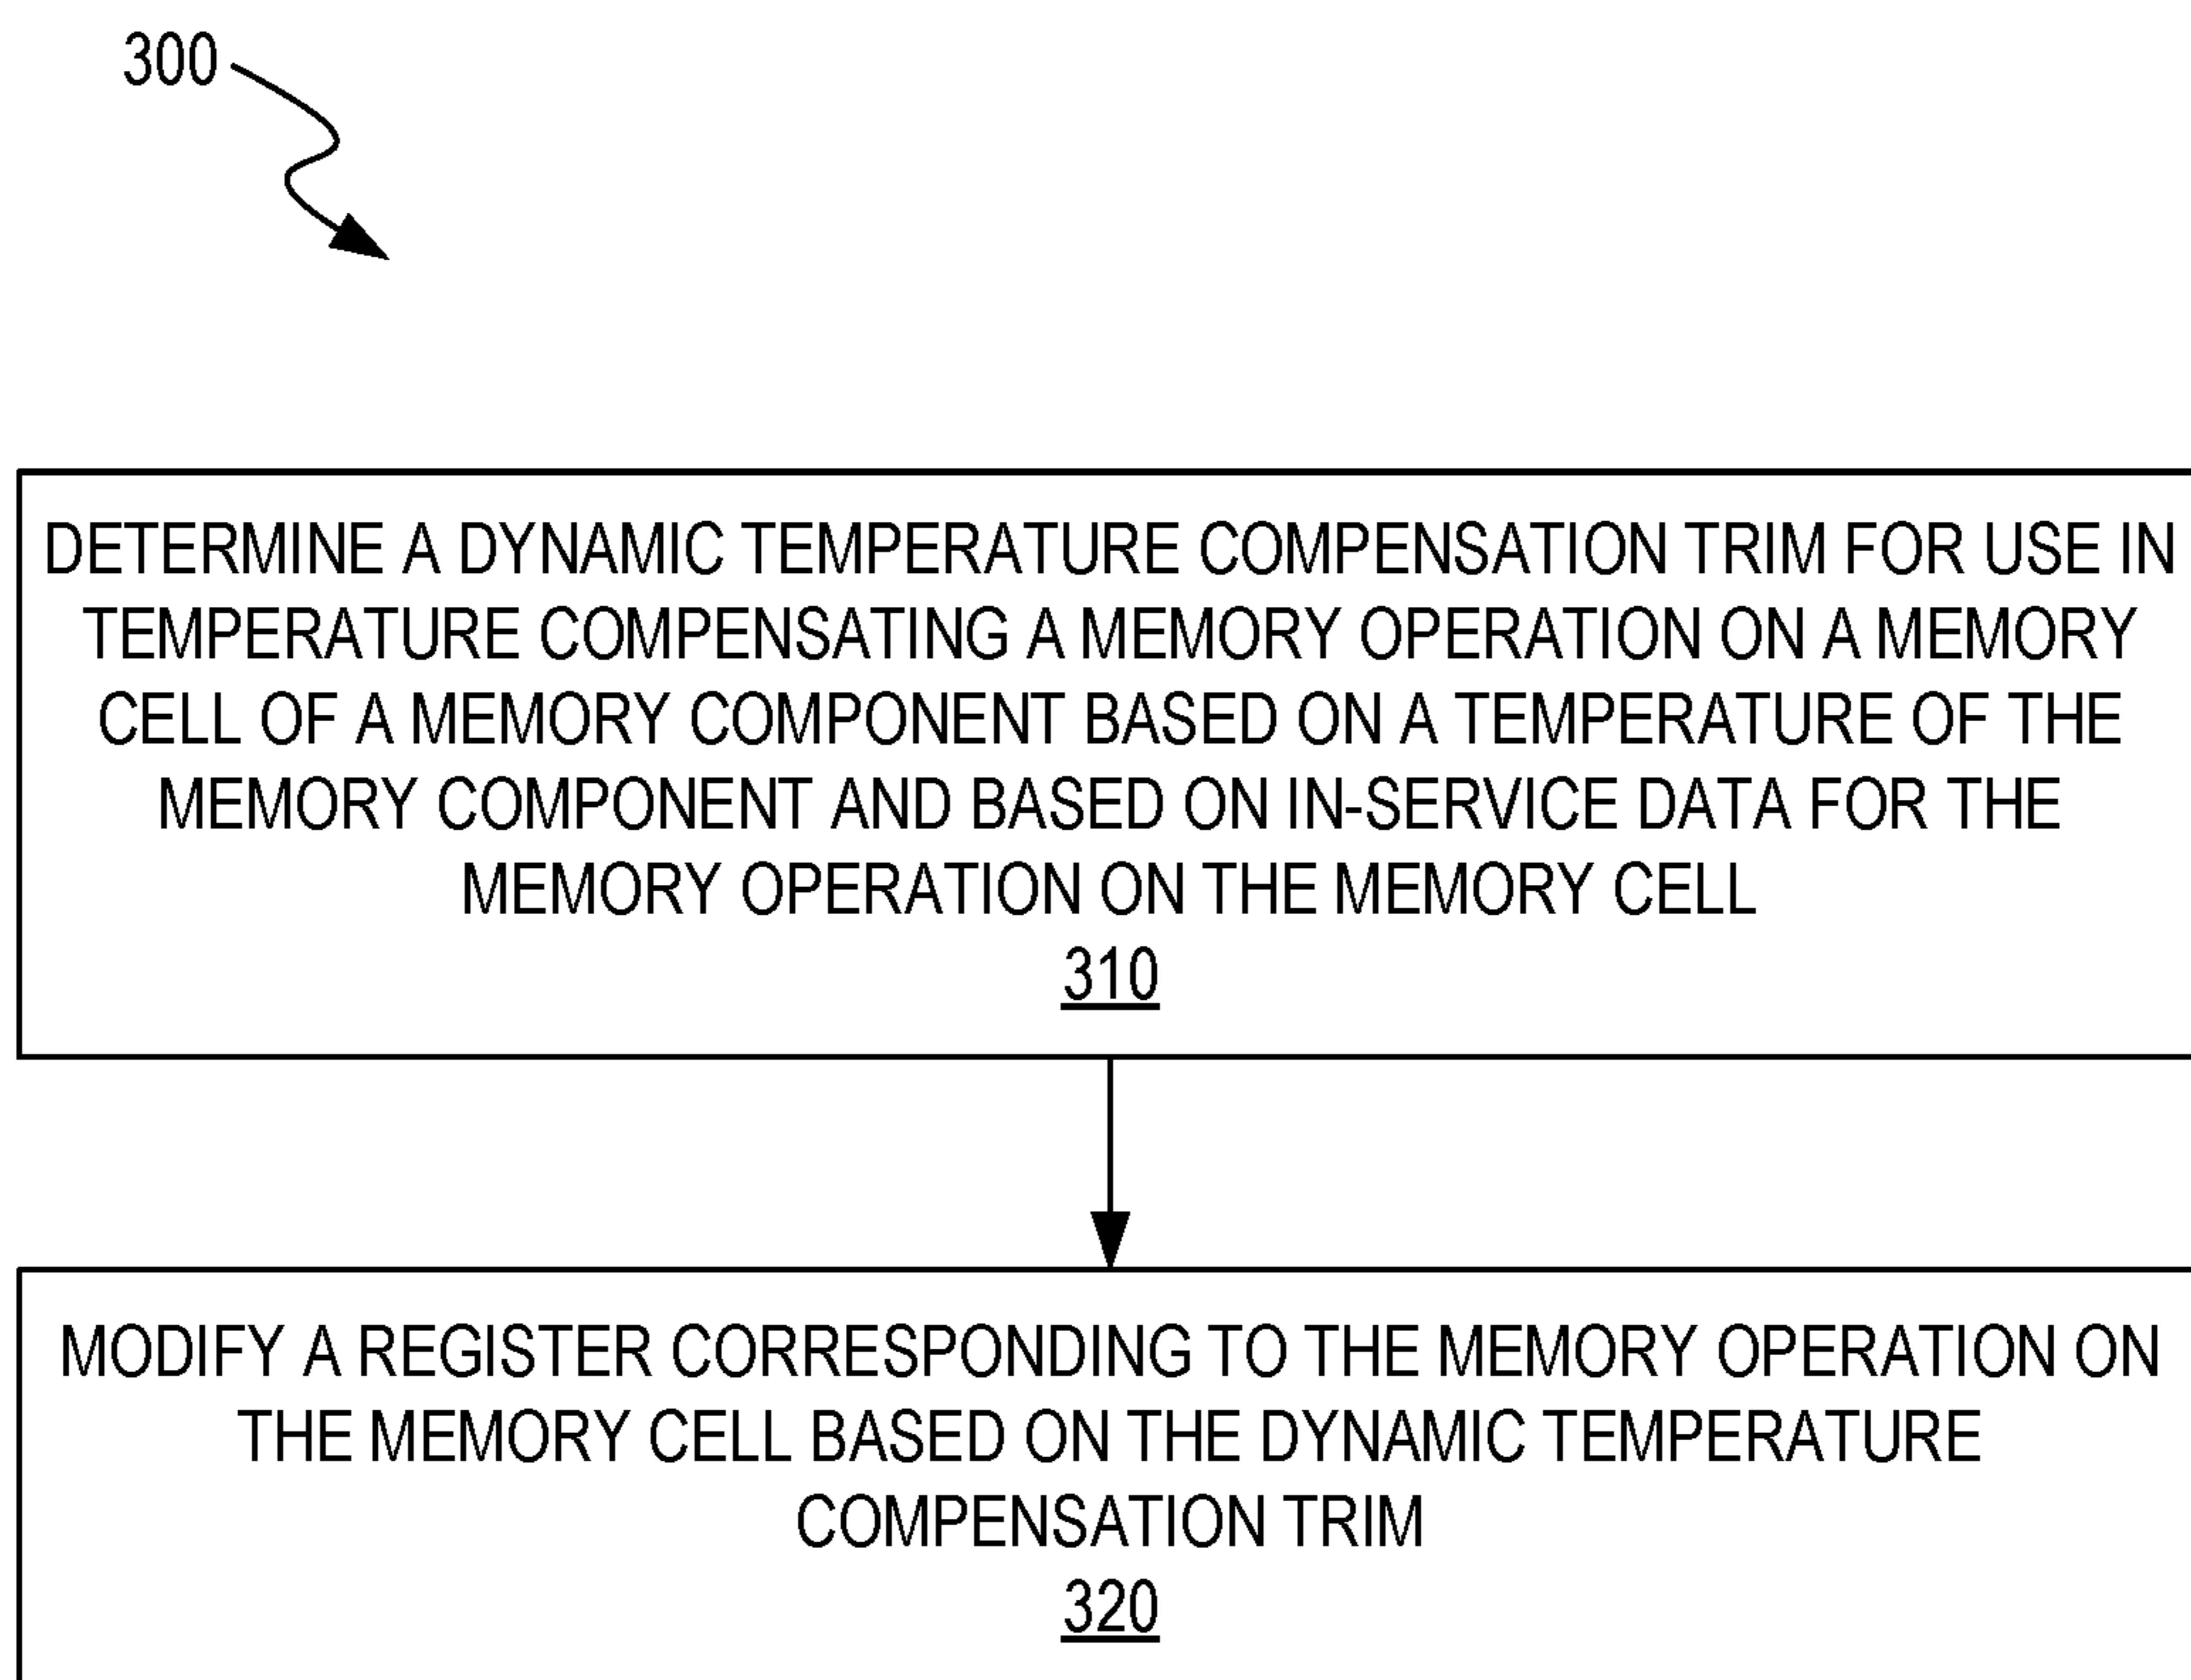 300
DETERMINE A DYNAMIC TEMPERATURE COMPENSATION TRIM FOR USE IN
TEMPERATURE COMPENSATING A MEMORY OPERATION ON A MEMORY
CELL OF A MEMORY COMPONENT BASED ON A TEMPERATURE OF THE
MEMORY COMPONENT AND BASED ON IN-SERVICE DATA FOR THE
MEMORY OPERATION ON THE MEMORY CELL
310
MODIFY A REGISTER CORRESPONDING TO THE MEMORY OPERATION ON
THE MEMORY CELL BASED ON THE DYNAMIC TEMPERATURE
COMPENSATION TRIM
320